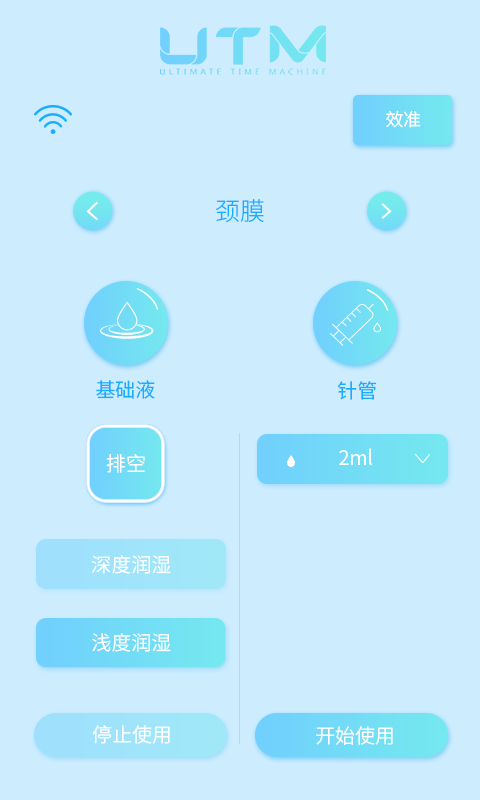 UTM
ULTIMATE TIME MACHINE
效准
颈膜
基础液
针管
排空
2ml
深度润湿
浅度润湿
停止使用
开始使用